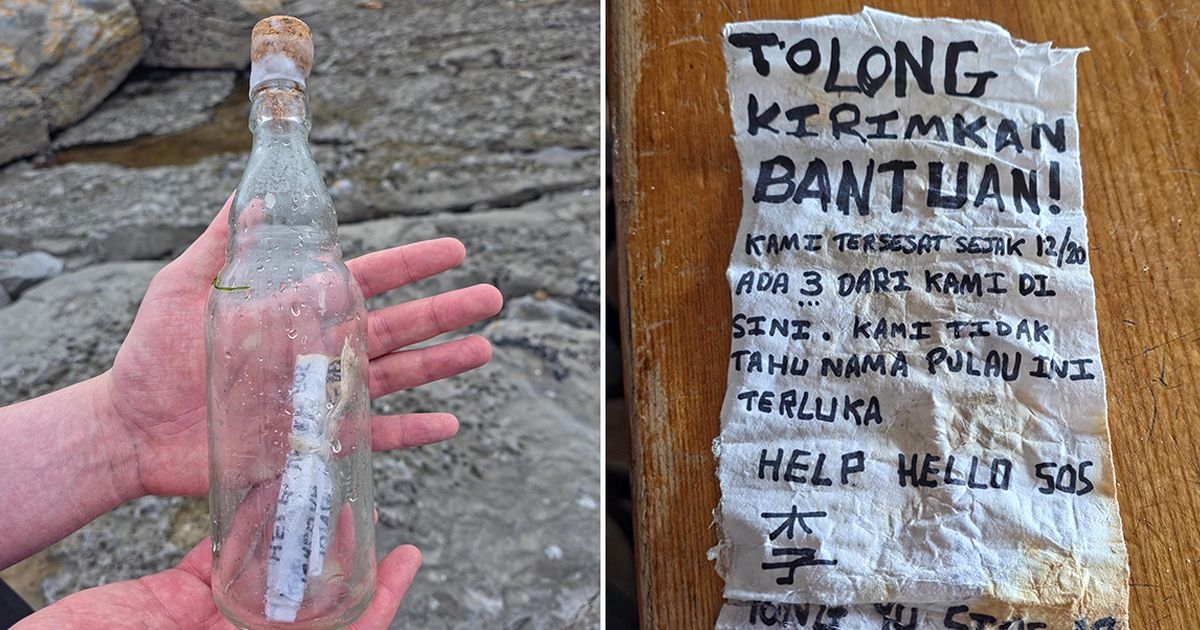 TOLONG
KIRIMKAN
BANTUAN!
KAMI TERSESAT SEJAK 12/20
ADA 3 DARI KAMI DI
SINI. KAMI TIDAK
TAHU NAMA PULAU INI
TERLUKA
HELP HELLO SOS
李